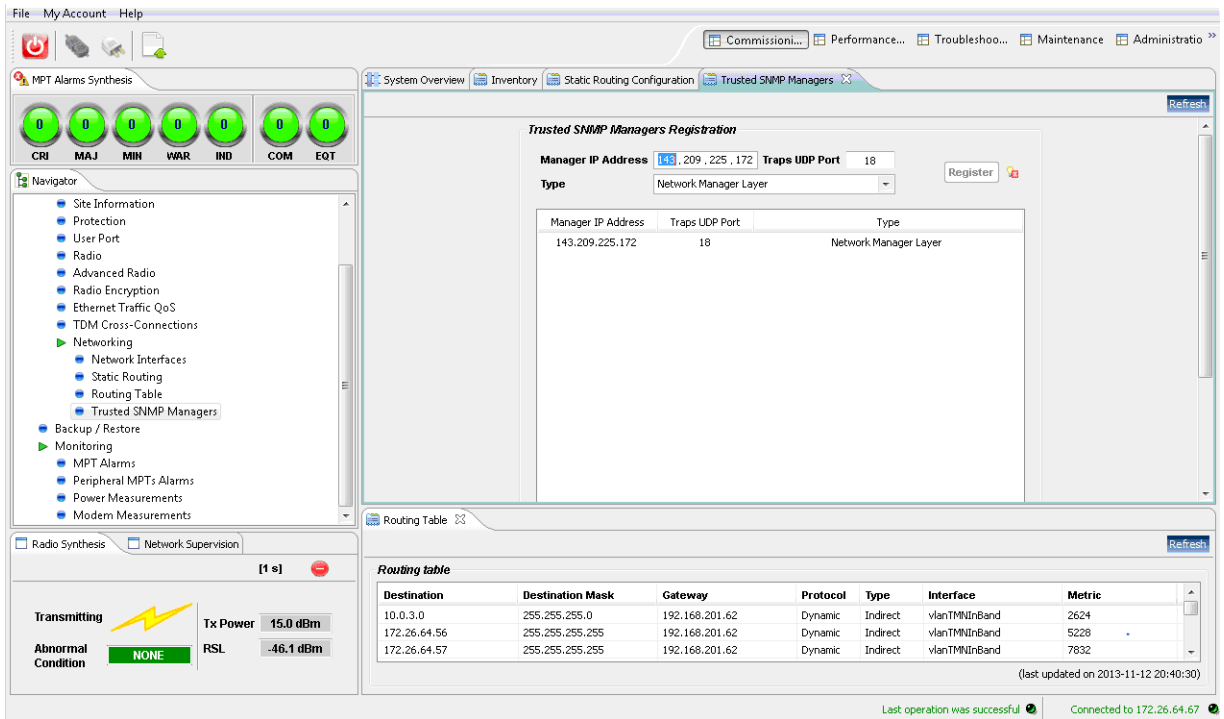 File My Account Help
Commissioni... Performance... Troubleshoo... Maintenance Administratio »
MPT Alarms Synthesis
0 0 0 0 0 0 0
CRI MAJ MIN WAR IND COM EQT
Navigator
Site Information
Protection
User Port
Radio
Advanced Radio
Radio Encryption
Ethernet Traffic QoS
TDM Cross-Connections
Networking
Network Interfaces
Static Routing
Routing Table
Trusted SNMP Managers
Backup / Restore
Monitoring
MPT Alarms
Peripheral MPTs Alarms
Power Measurements
Modem Measurements
Radio Synthesis Network Supervision
[1 s]
Transmitting
Tx Power 15.0 dBm
Abnormal Condition NONE
RSL -46.1 dBm
System Overview Inventory Static Routing Configuration Trusted SNMP Managers
Refresh
Trusted SNMP Managers Registration
Manager IP Address 143 . 209 . 225 . 172 Traps UDP Port 18
Register
Type Network Manager Layer
Manager IP Address Traps UDP Port Type
143.209.225.172 18 Network Manager Layer
Routing Table
Refresh
Routing table
Destination Destination Mask Gateway Protocol Type Interface Metric
10.0.3.0 255.255.255.0 192.168.201.62 Dynamic Indirect vlanTMNInBand 2624
172.26.64.56 255.255.255.255 192.168.201.62 Dynamic Indirect vlanTMNInBand 5228
172.26.64.57 255.255.255.255 192.168.201.62 Dynamic Indirect vlanTMNInBand 7832
(last updated on 2013-11-12 20:40:30)
Last operation was successful Connected to 172.26.64.67